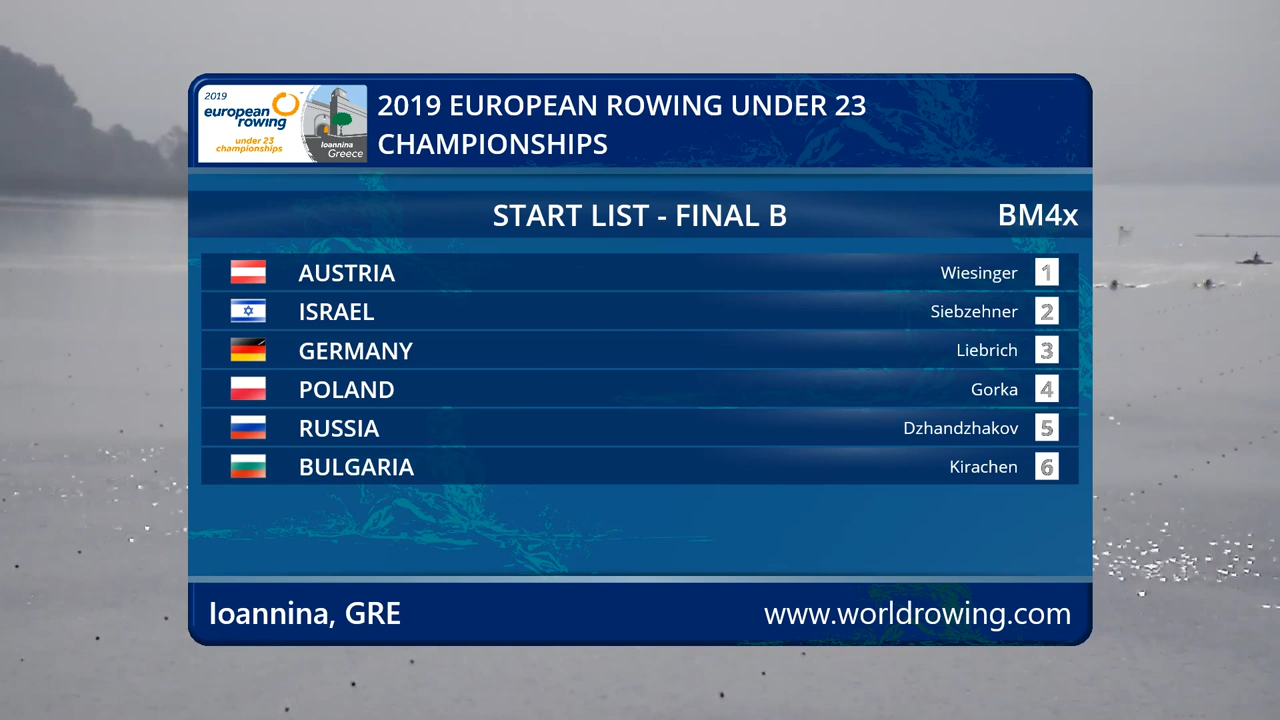 2019
european
rowing
under 23
championships
Ioannina
Greece
2019 EUROPEAN ROWING UNDER 23
CHAMPIONSHIPS
START LIST - FINAL B BM4x
AUSTRIA Wiesinger 1
ISRAEL Siebzehner 2
GERMANY Liebrich 3
POLAND Gorka 4
RUSSIA Dzhandzhakov 5
BULGARIA Kirachen 6
Ioannina, GRE www.worldrowing.com